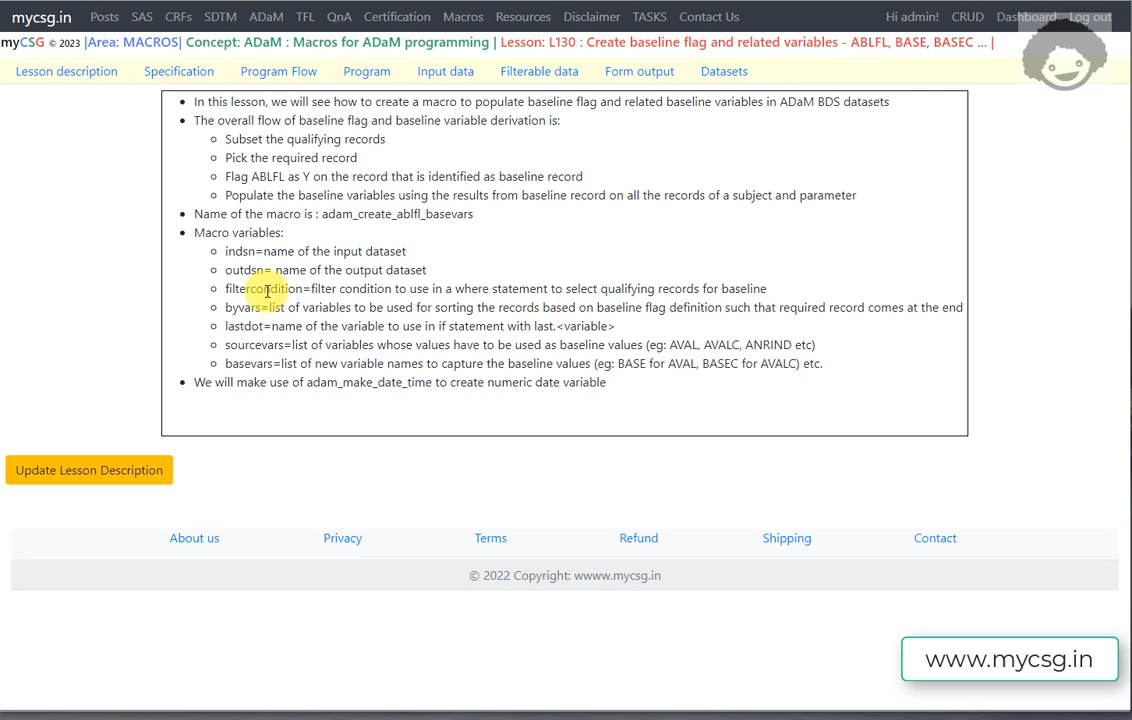 mycsg.in Posts SAS CRFs SDTM ADaM TFL QnA Certification Macros Resources Disclaimer TASKS Contact Us Hi admin! CRUD Dashboard Log out
myCSG © 2023 |Area: MACROS| Concept: ADaM : Macros for ADaM programming | Lesson: L130 : Create baseline flag and related variables - ABLFL, BASE, BASEC ... |
Lesson description Specification Program Flow Program Input data Filterable data Form output Datasets
In this lesson, we will see how to create a macro to populate baseline flag and related baseline variables in ADaM BDS datasets
The overall flow of baseline flag and baseline variable derivation is:
Subset the qualifying records
Pick the required record
Flag ABLFL as Y on the record that is identified as baseline record
Populate the baseline variables using the results from baseline record on all the records of a subject and parameter
Name of the macro is : adam_create_ablfl_basevars
Macro variables:
indsn=name of the input dataset
outdsn= name of the output dataset
filtercondition=filter condition to use in a where statement to select qualifying records for baseline
byvars=list of variables to be used for sorting the records based on baseline flag definition such that required record comes at the end
lastdot=name of the variable to use in if statement with last.<variable>
sourcevars=list of variables whose values have to be used as baseline values (eg: AVAL, AVALC, ANRIND etc)
basevars=list of new variable names to capture the baseline values (eg: BASE for AVAL, BASEC for AVALC) etc.
We will make use of adam_make_date_time to create numeric date variable
Update Lesson Description
About us Privacy Terms Refund Shipping Contact
© 2022 Copyright: wwww.mycsg.in
www.mycsg.in